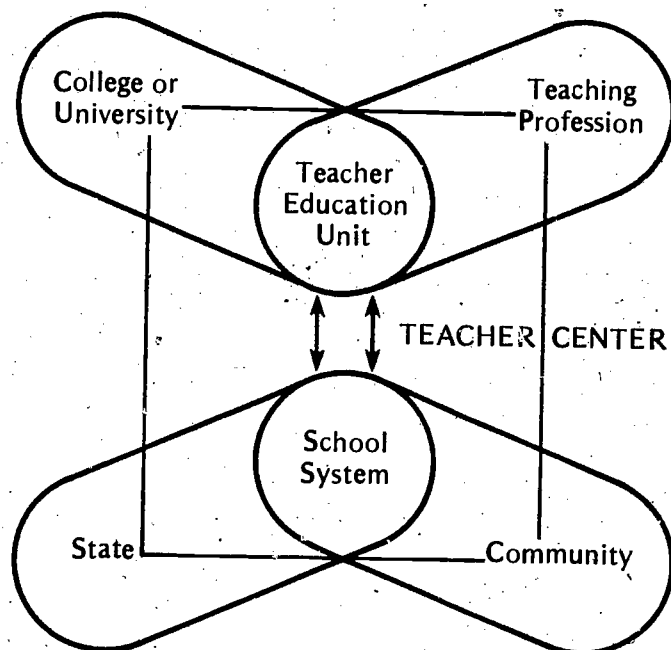 College or
University
Teaching
Profession
Teacher
Education
Unit
TEACHER CENTER
School
System
State
Community